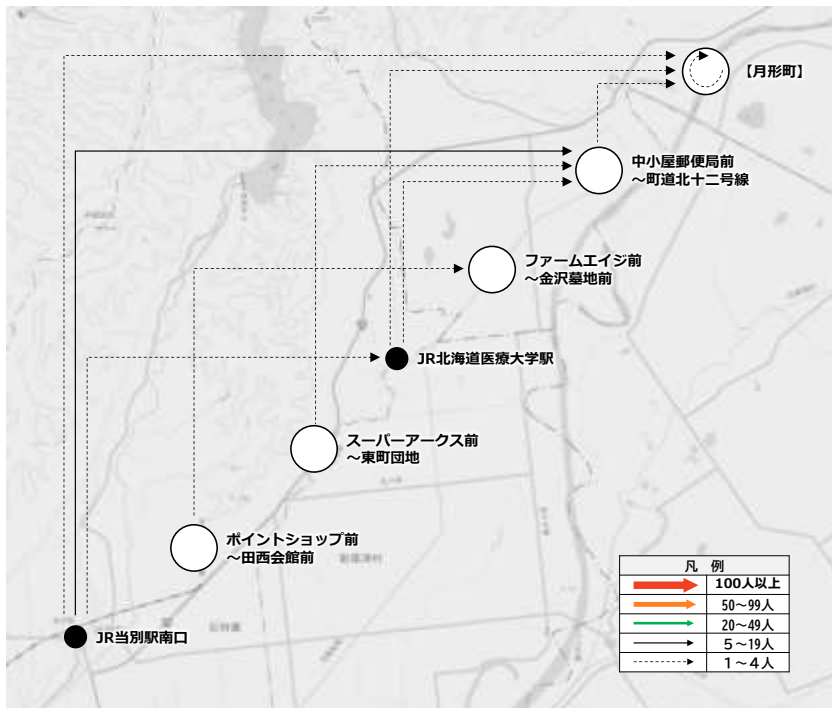 【月形町】
中小屋郵便局前
～町道北十二号線
ファームエイジ前
～金沢墓地前
JR北海道医療大学駅
スーパーアークス前
～東町団地
ポイントショップ前
～田西会館前
JR当別駅南口
凡 例
100人以上
50～99人
20～49人
5～19人
1～4人